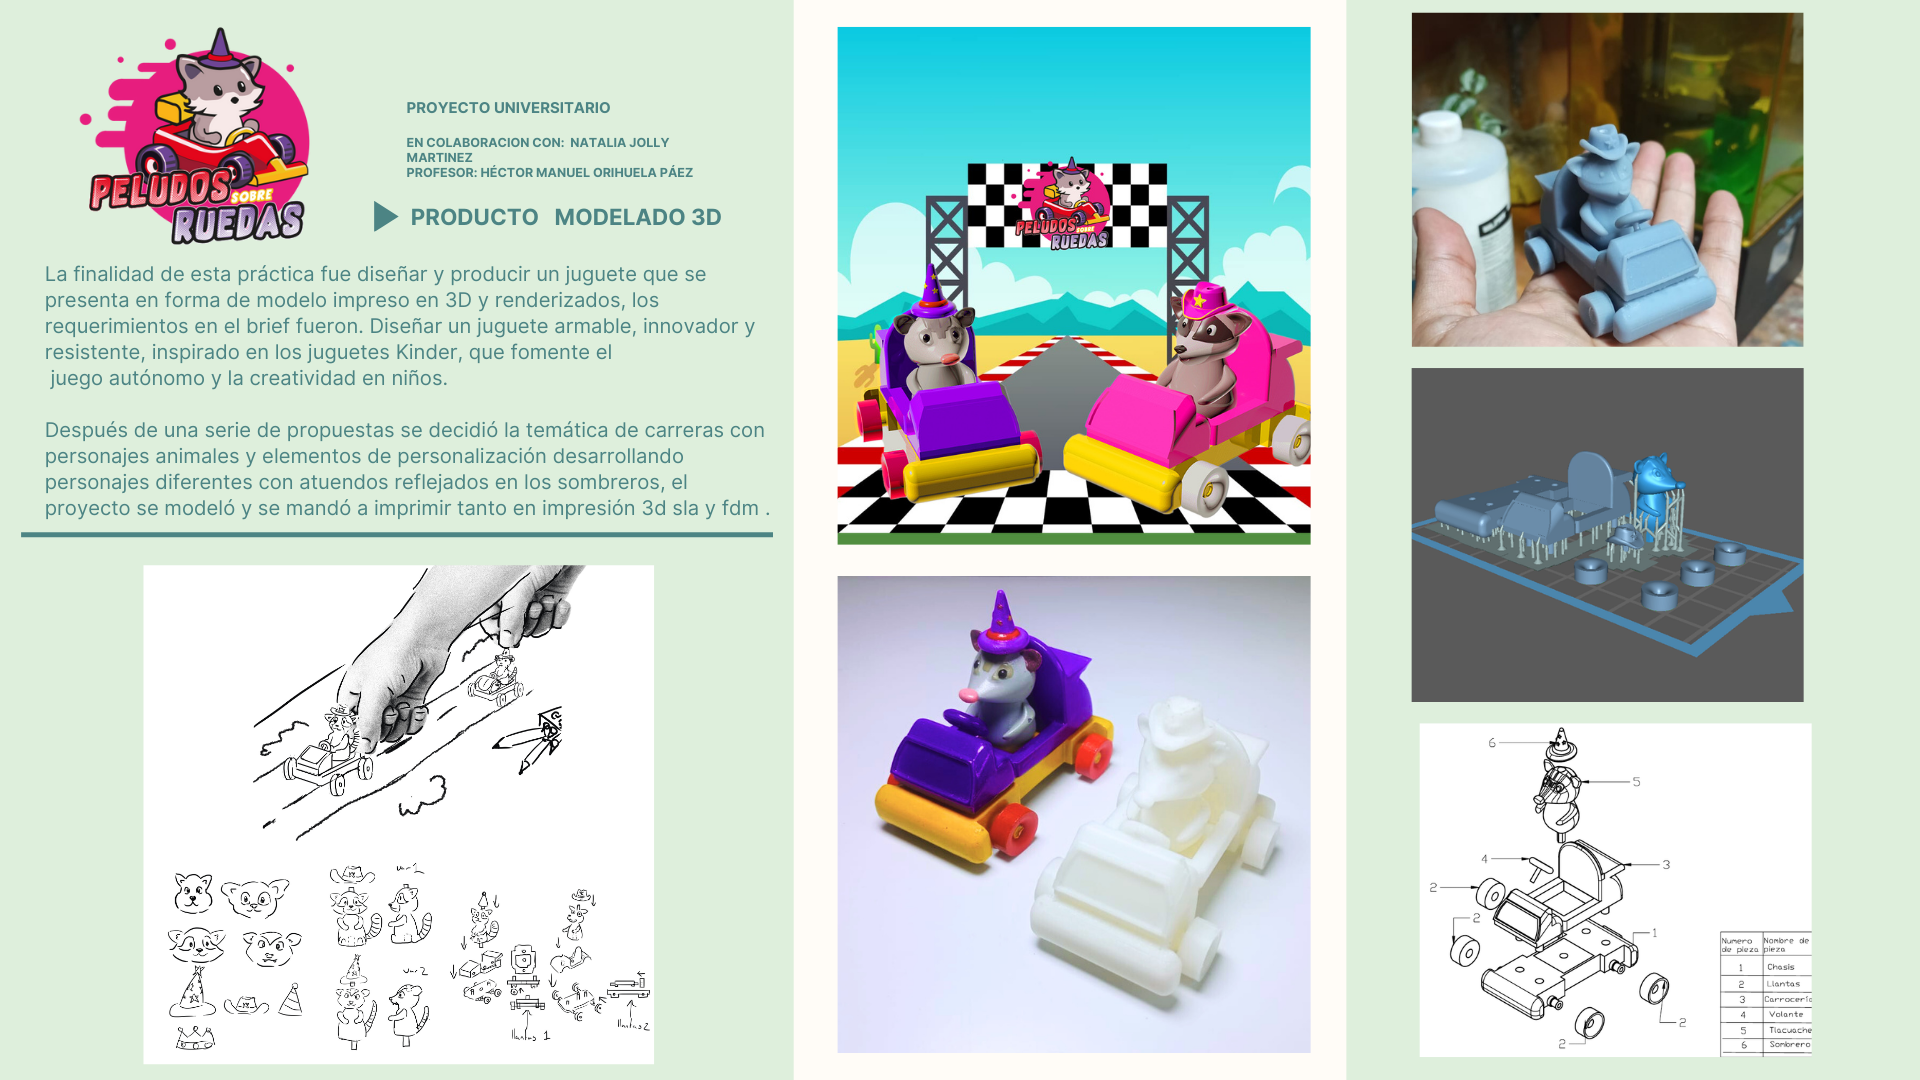 PELUDOS
SOBRE
RUEDAS
PROYECTO UNIVERSITARIO
EN COLABORACION CON: NATALIA JOLLY
MARTINEZ
PROFESOR: HÉCTOR MANUEL ORIHUELA PÁEZ
PRODUCTO MODELADO 3D
La finalidad de esta práctica fue diseñar y producir un juguete que se
presenta en forma de modelo impreso en 3D y renderizados, los
requerimientos en el brief fueron. Diseñar un juguete armable, innovador y
resistente, inspirado en los juguetes Kinder, que fomente el
juego autónomo y la creatividad en niños.
Después de una serie de propuestas se decidió la temática de carreras con
personajes animales y elementos de personalización desarrollando
personajes diferentes con atuendos reflejados en los sombreros, el
proyecto se modeló y se mandó a imprimir tanto en impresión 3d sla y fdm .
llantas 1
llantas 2
PELUDOS
SOBRE
RUEDAS
6
5
4
3
2
2
1
2
2
Numero de pieza Nombre de pieza
1 Chasis
2 Llantas
3 Carrocería
4 Volante
5 Tlacuache
6 Sombrero